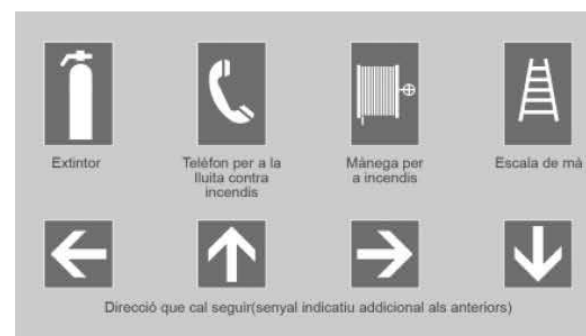 Extintor
Telèfon per a la
lluita contra
incendis
Mànega per
a incendis
Escala de mà
Direcció que cal seguir(senyal indicatiu addicional als anteriors)